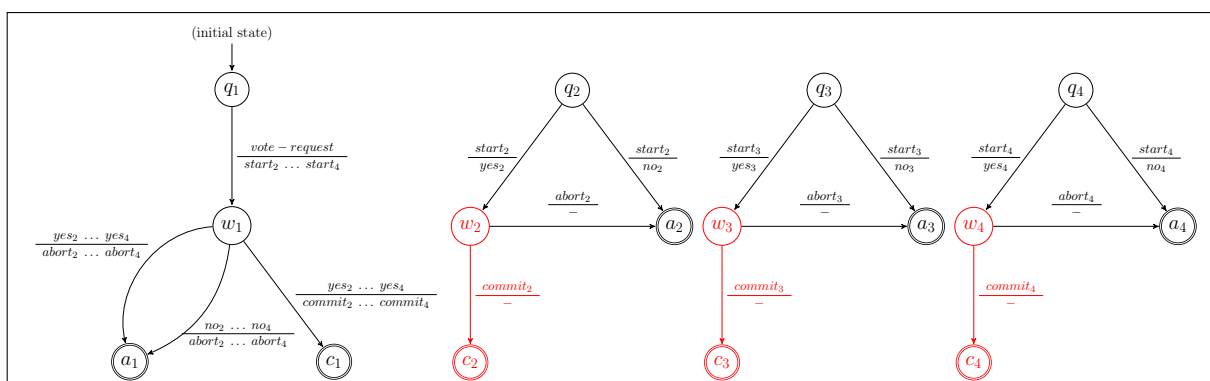 (initial state)
q1
q2
q3
q4
vote − request
start2 ... start4
start2
yes2
start2
no2
start3
yes3
start3
no3
start4
yes4
start4
no4
w1
w2
abort2
−
a2
w3
abort3
−
a3
w4
abort4
−
a4
yes2 ... yes4
abort2 ... abort4
yes2 ... yes4
commit2 ... commit4
commit2
−
commit3
−
commit4
−
no2 ... no4
abort2 ... abort4
a1
c1
c2
c3
c4